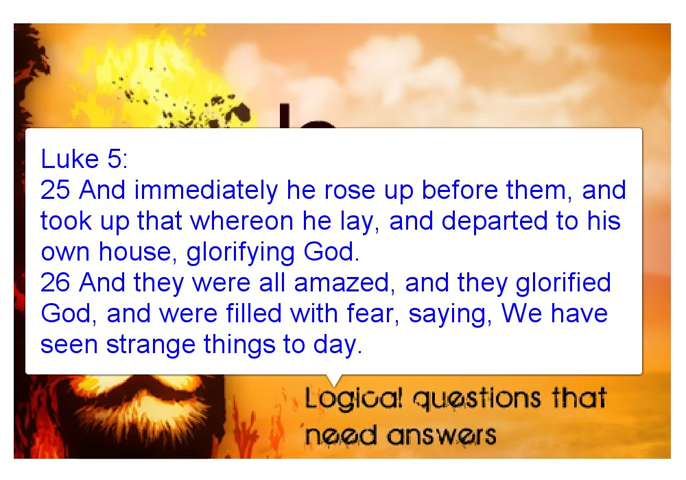 Luke 5:
25 And immediately he rose up before them, and
took up that whereon he lay, and departed to his
own house, glorifying God.
26 And they were all amazed, and they glorified
God, and were filled with fear, saying, We have
seen strange things to day.
Logical questions that
need answers